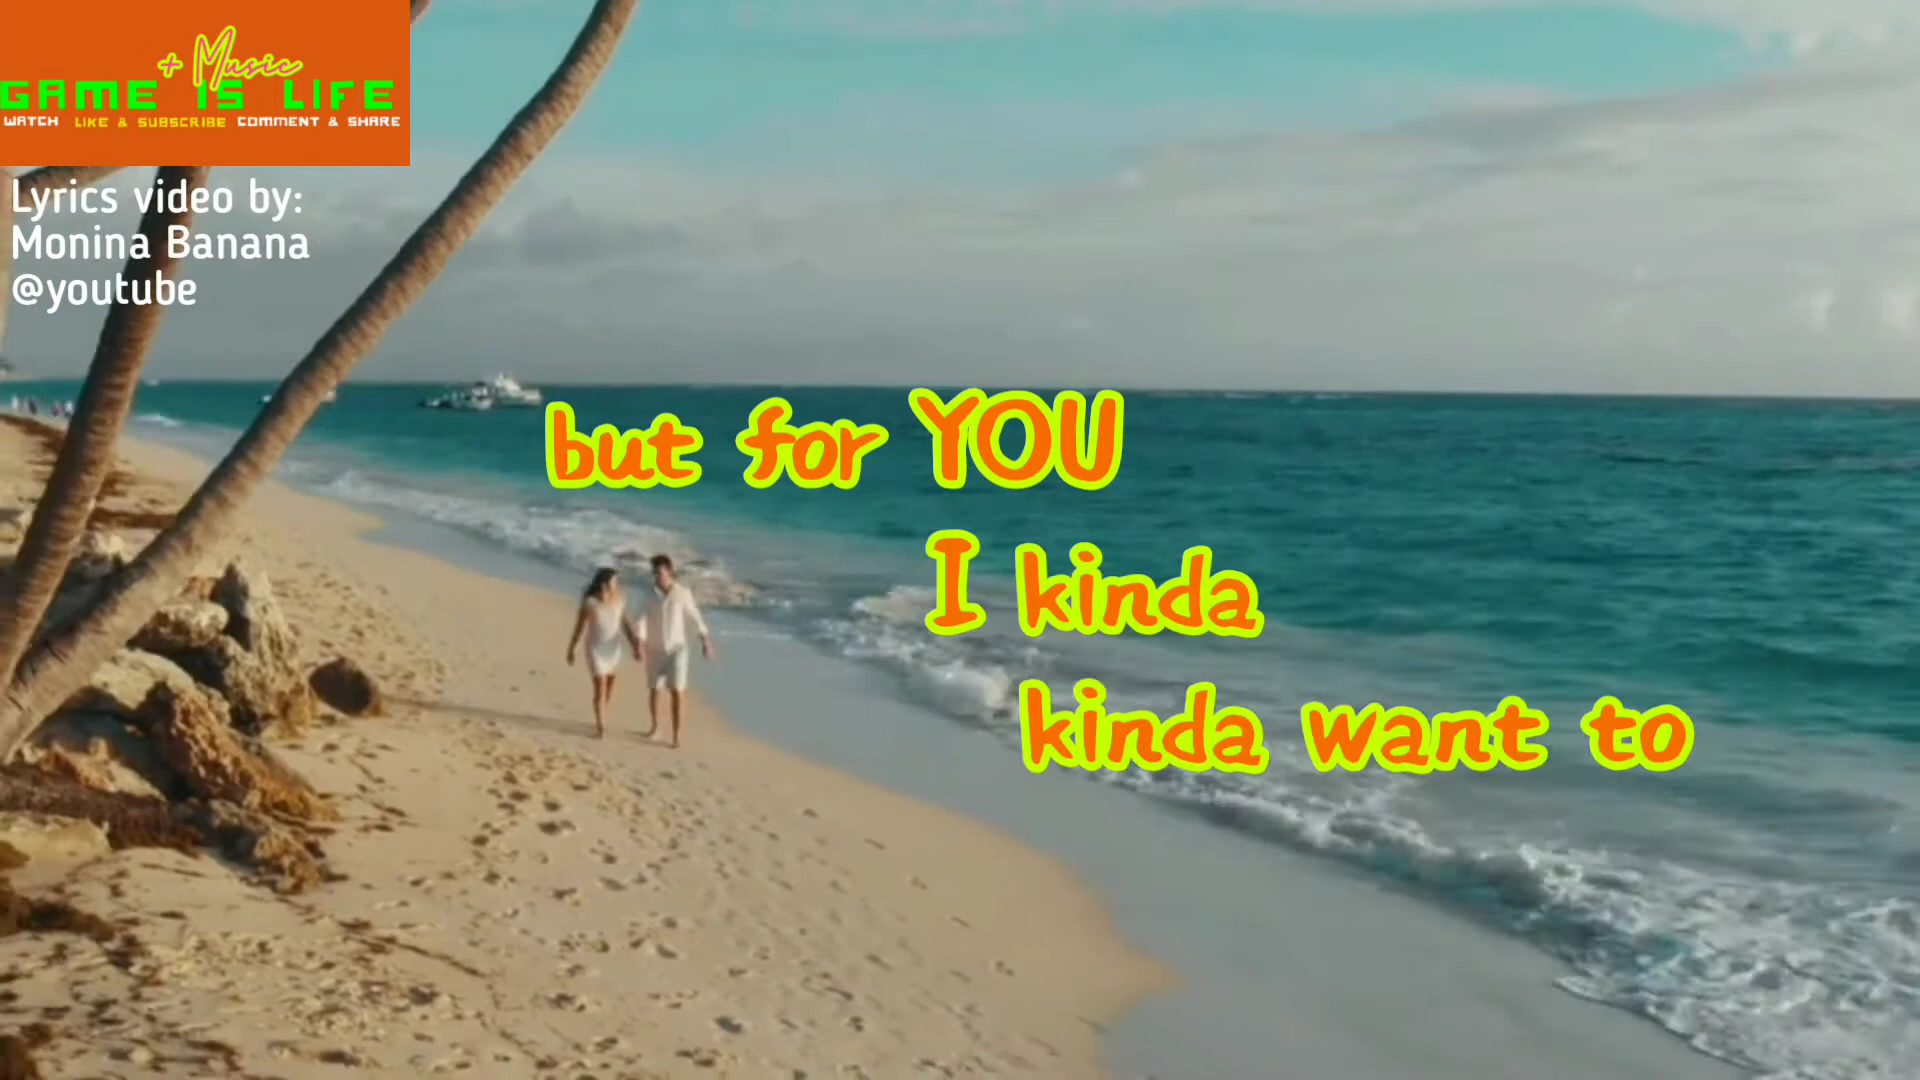 + Music
GAME IS LIFE
WATCH LIKE & SUBSCRIBE COMMENT & SHARE
Lyrics video by:
Monina Banana
@youtube
but for YOU
I kinda
kinda want to